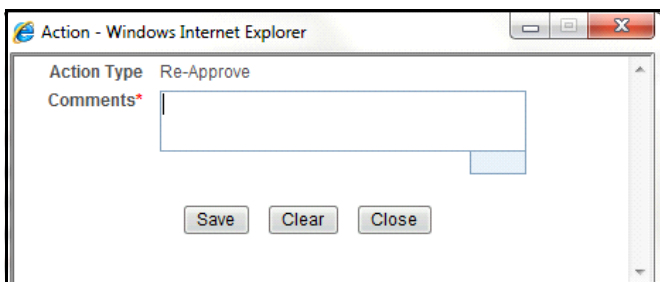 Action - Windows Internet Explorer
Action Type Re-Approve
Comments*
Save Clear Close